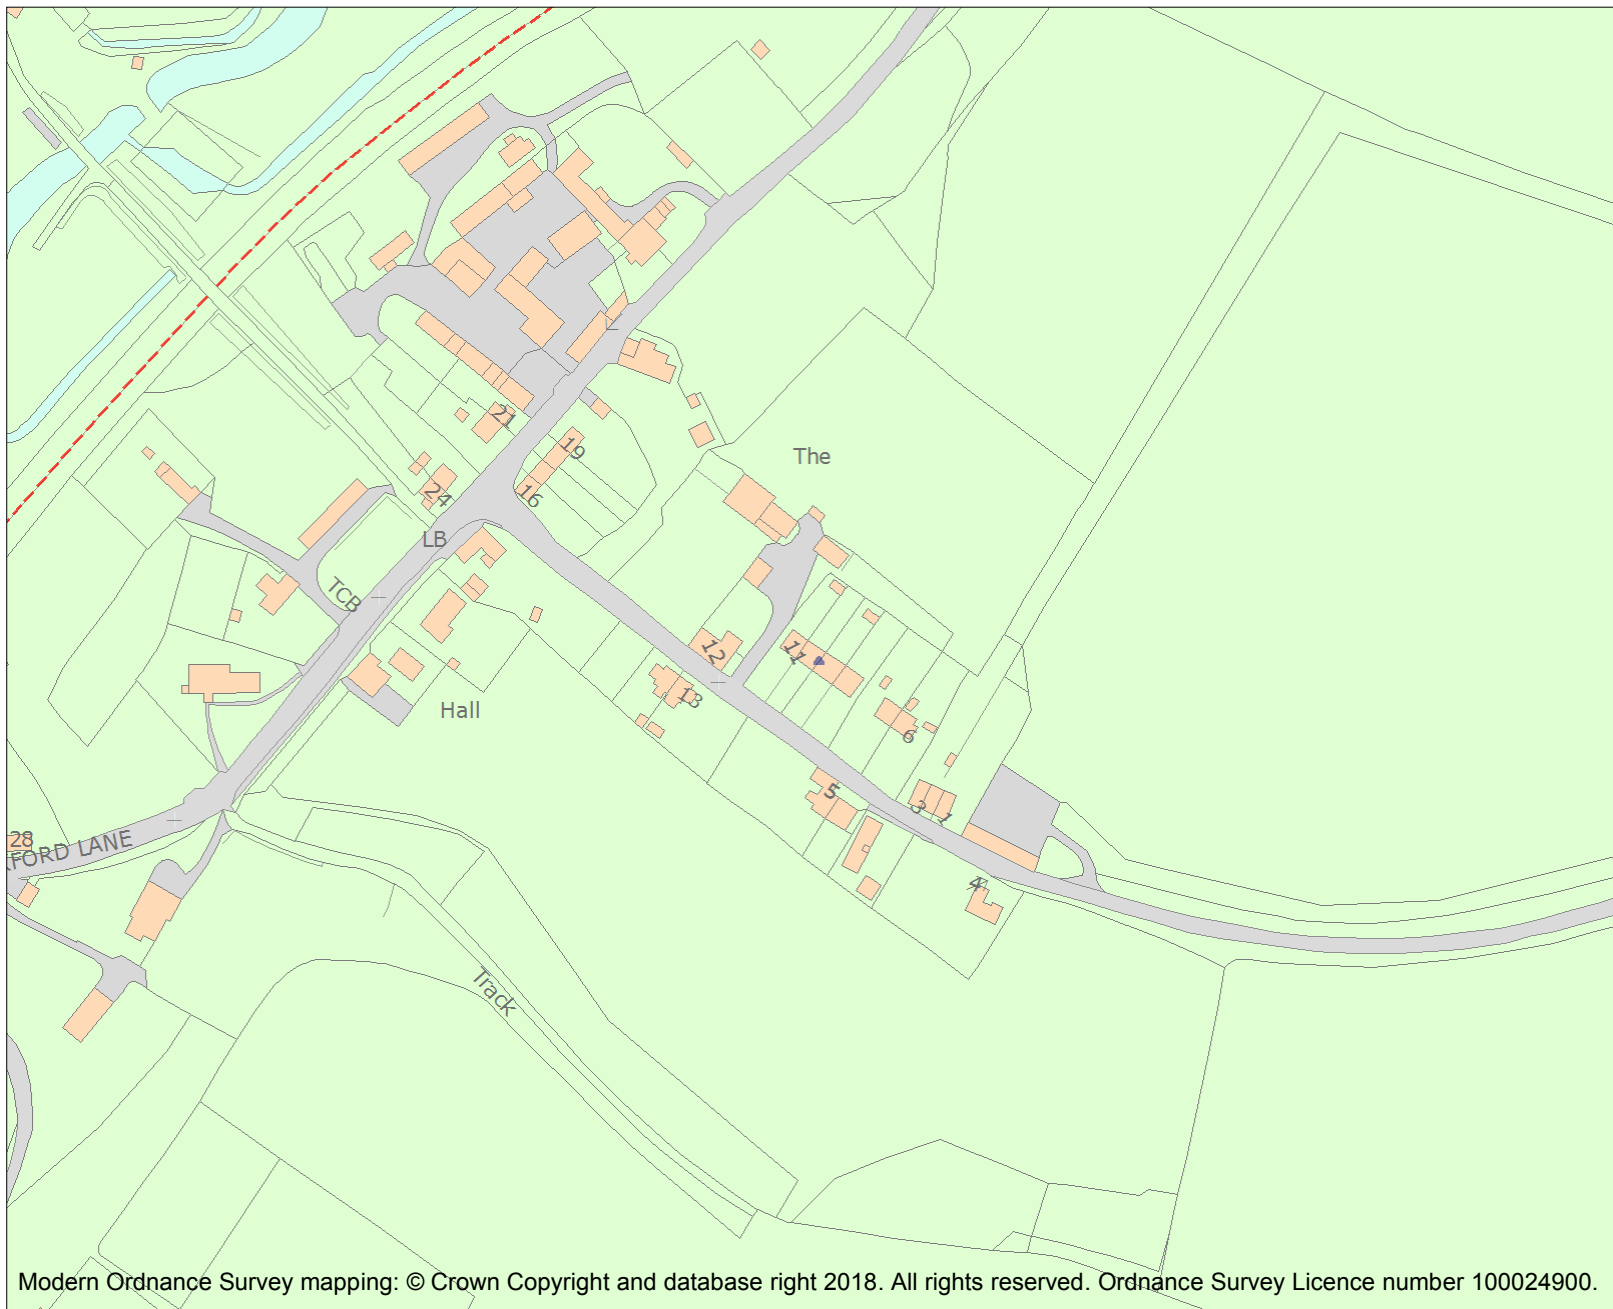 21
19
The
24
16
LB
TCB
12
11
13
Hall
6
5
3
1
28
FORD LANE
4
Track
Modern Ordnance Survey mapping: © Crown Copyright and database right 2018. All rights reserved. Ordnance Survey Licence number 100024900.